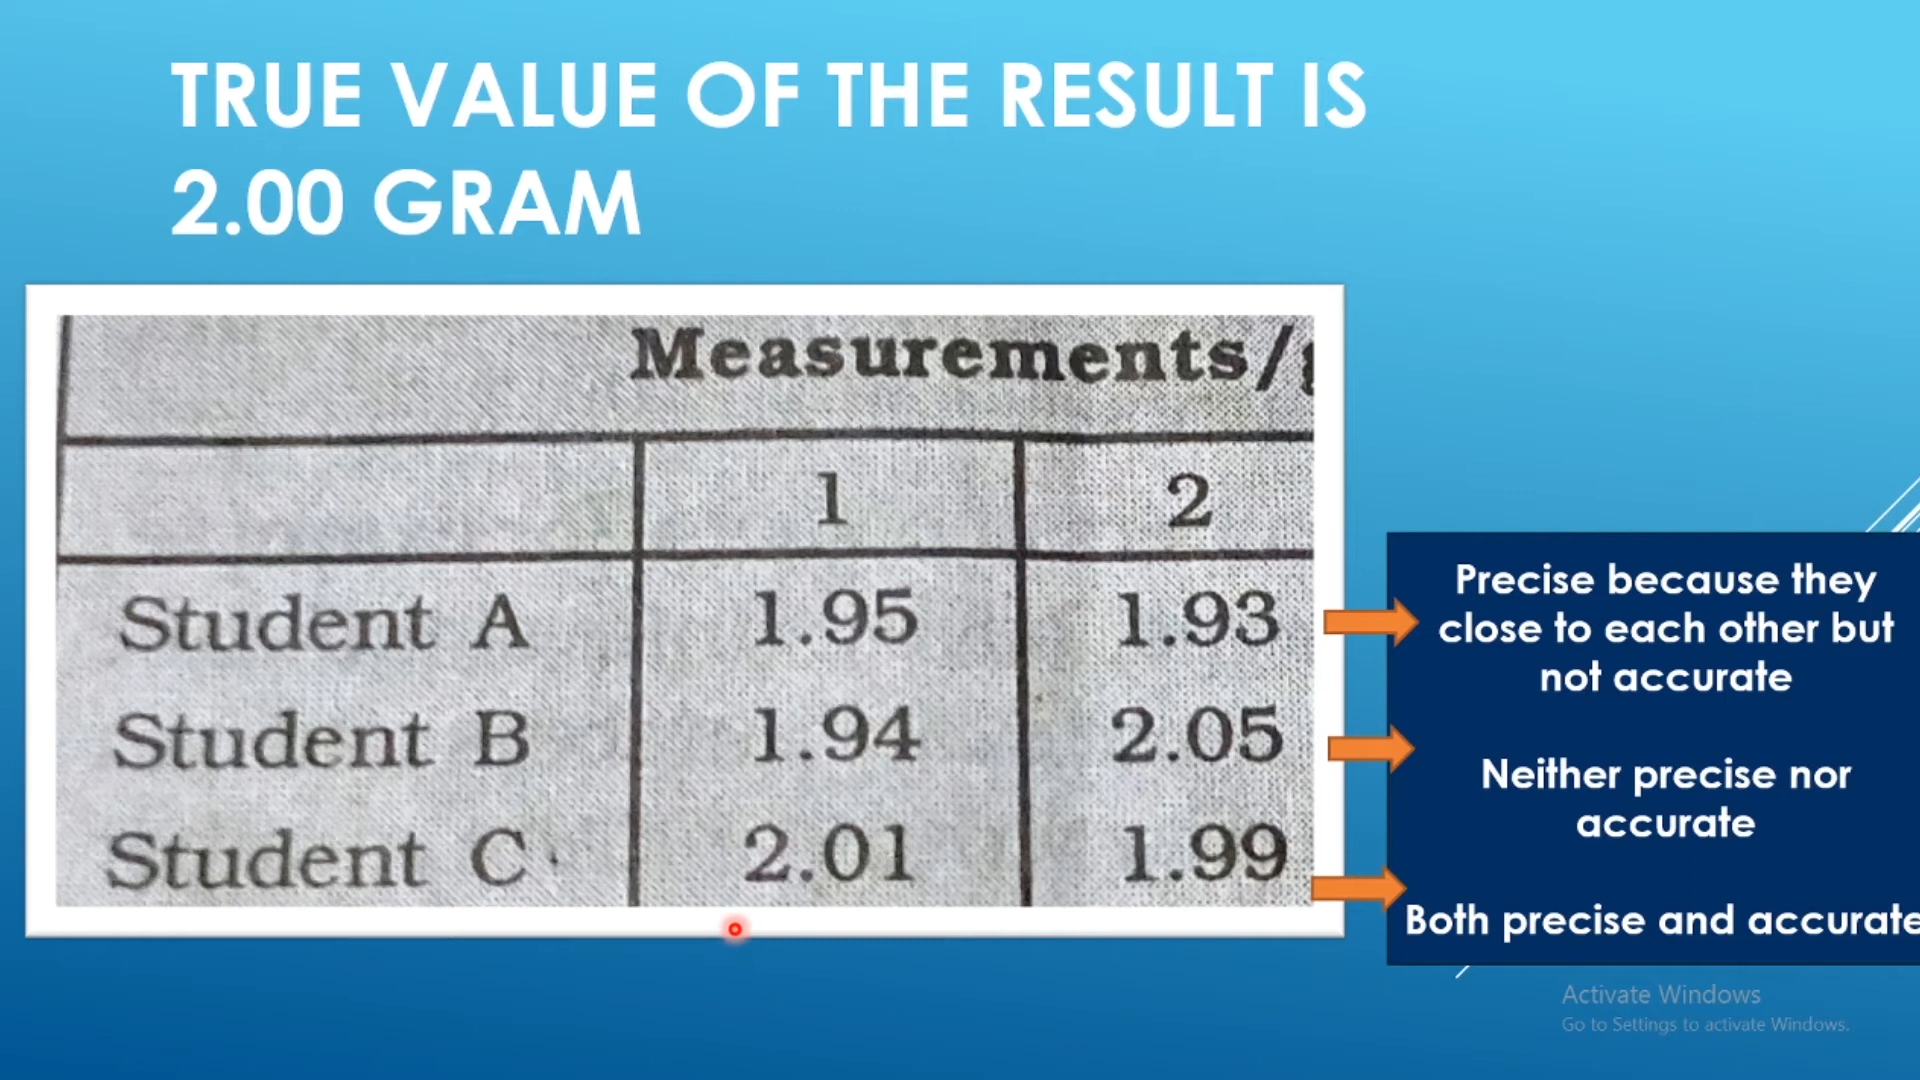 TRUE VALUE OF THE RESULT IS
2.00 GRAM
Measurements/g
1 2
Student A 1.95 1.93
Student B 1.94 2.05
Student C 2.01 1.99
Precise because they
close to each other but
not accurate
Neither precise nor
accurate
Both precise and accurate
Activate Windows
Go to Settings to activate Windows.